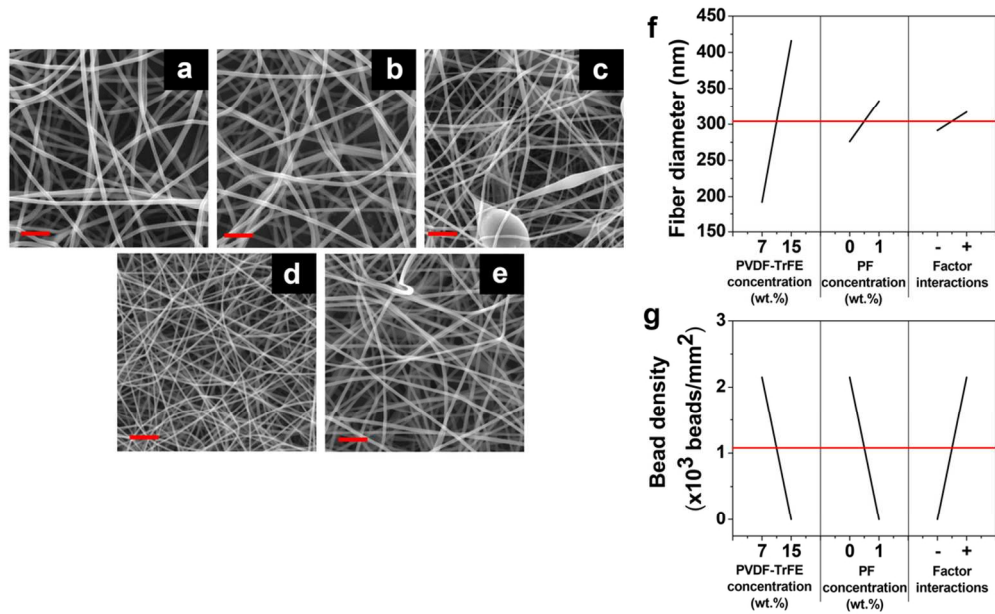 a
b
c
d
e
f
Fiber diameter (nm)
450
400
350
300
250
200
150
7 15
0 1
- +
PVDF-TrFE
concentration
(wt.%)
PF
concentration
(wt.%)
Factor
interactions
g
Bead density
(x10³ beads/mm²)
3
2
1
0
7 15
0 1
- +
PVDF-TrFE
concentration
(wt.%)
PF
concentration
(wt.%)
Factor
interactions